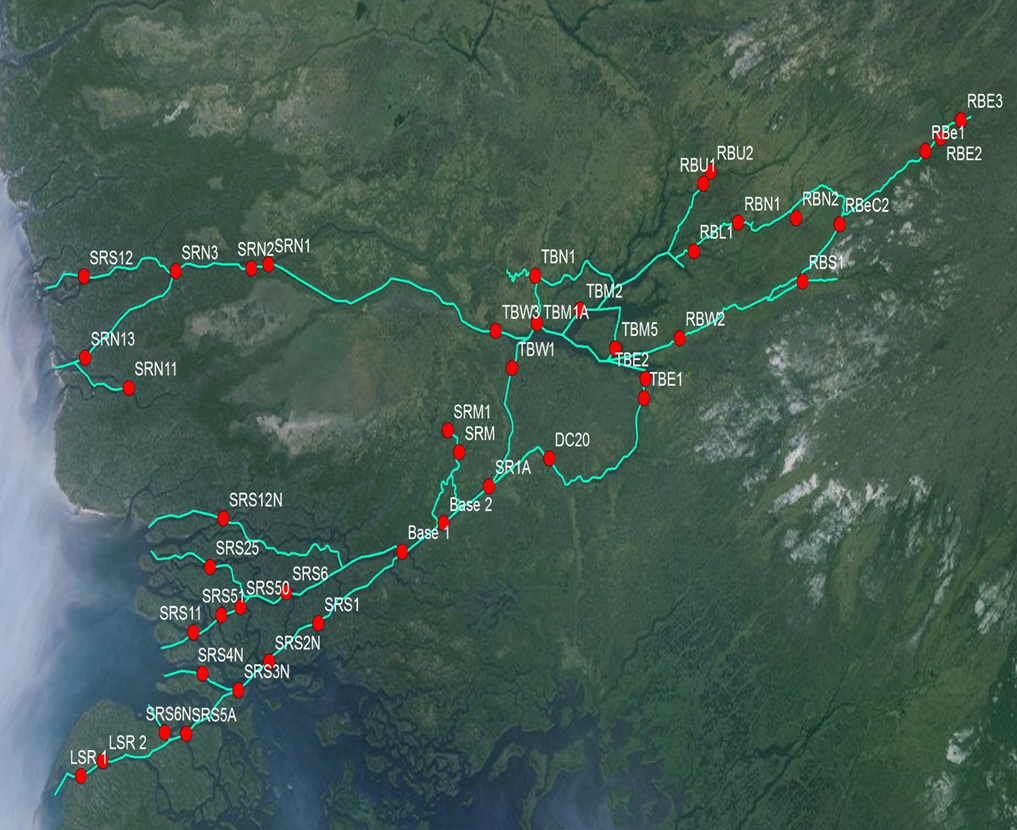 RBE3
RBe1
RBE2
RBU2
RBU1
RBN2
RBN1
RBeC2
RBL1
SRN1
SRN2
SRN3
SRS12
TBN1
RBS1
TBM2
TBW3
TBM1A
RBW2
TBM5
SRN13
TBW1
TBE2
SRN11
TBE1
SRM1
SRM
DC20
SR1A
SRS12N
Base 2
Base 1
SRS25
SRS6
SRS50
SRS51
SRS1
SRS11
SRS2N
SRS4N
SRS3N
SRS6N
SRS5A
LSR 2
LSR 1